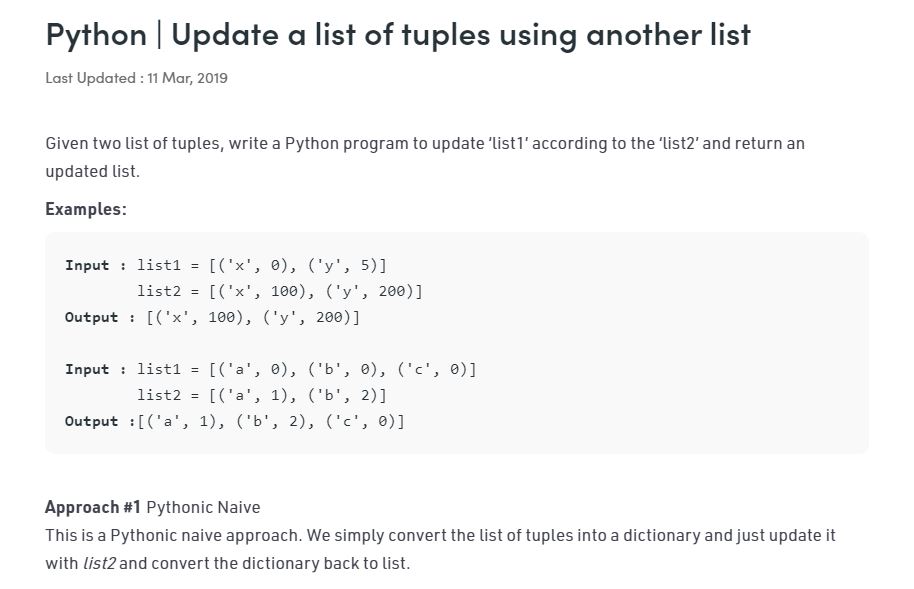 Python | Update a list of tuples using another list
Last Updated : 11 Mar, 2019
Given two list of tuples, write a Python program to update ‘list1’ according to the ‘list2’ and return an
updated list.
Examples:
Input : list1 = [('x', 0), ('y', 5)]
list2 = [('x', 100), ('y', 200)]
Output : [('x', 100), ('y', 200)]
Input : list1 = [('a', 0), ('b', 0), ('c', 0)]
list2 = [('a', 1), ('b', 2)]
Output :[('a', 1), ('b', 2), ('c', 0)]
Approach #1 Pythonic Naive
This is a Pythonic naive approach. We simply convert the list of tuples into a dictionary and just update it
with list2 and convert the dictionary back to list.